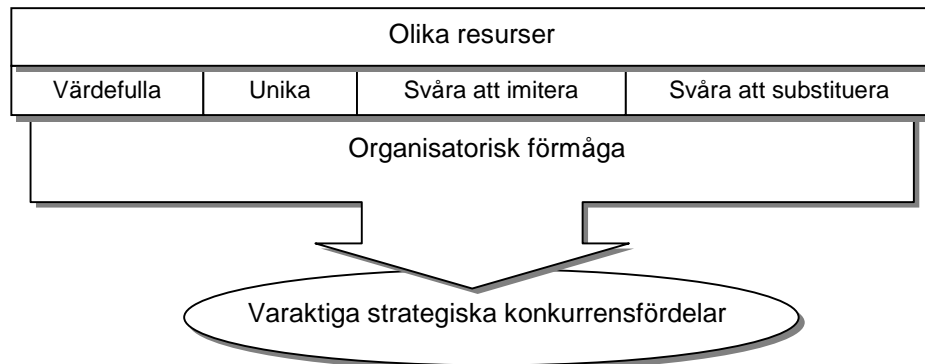 Olika resurser
Värdefulla Unika Svåra att imitera Svåra att substituera
Organisatorisk förmåga
Varaktiga strategiska konkurrensfördelar